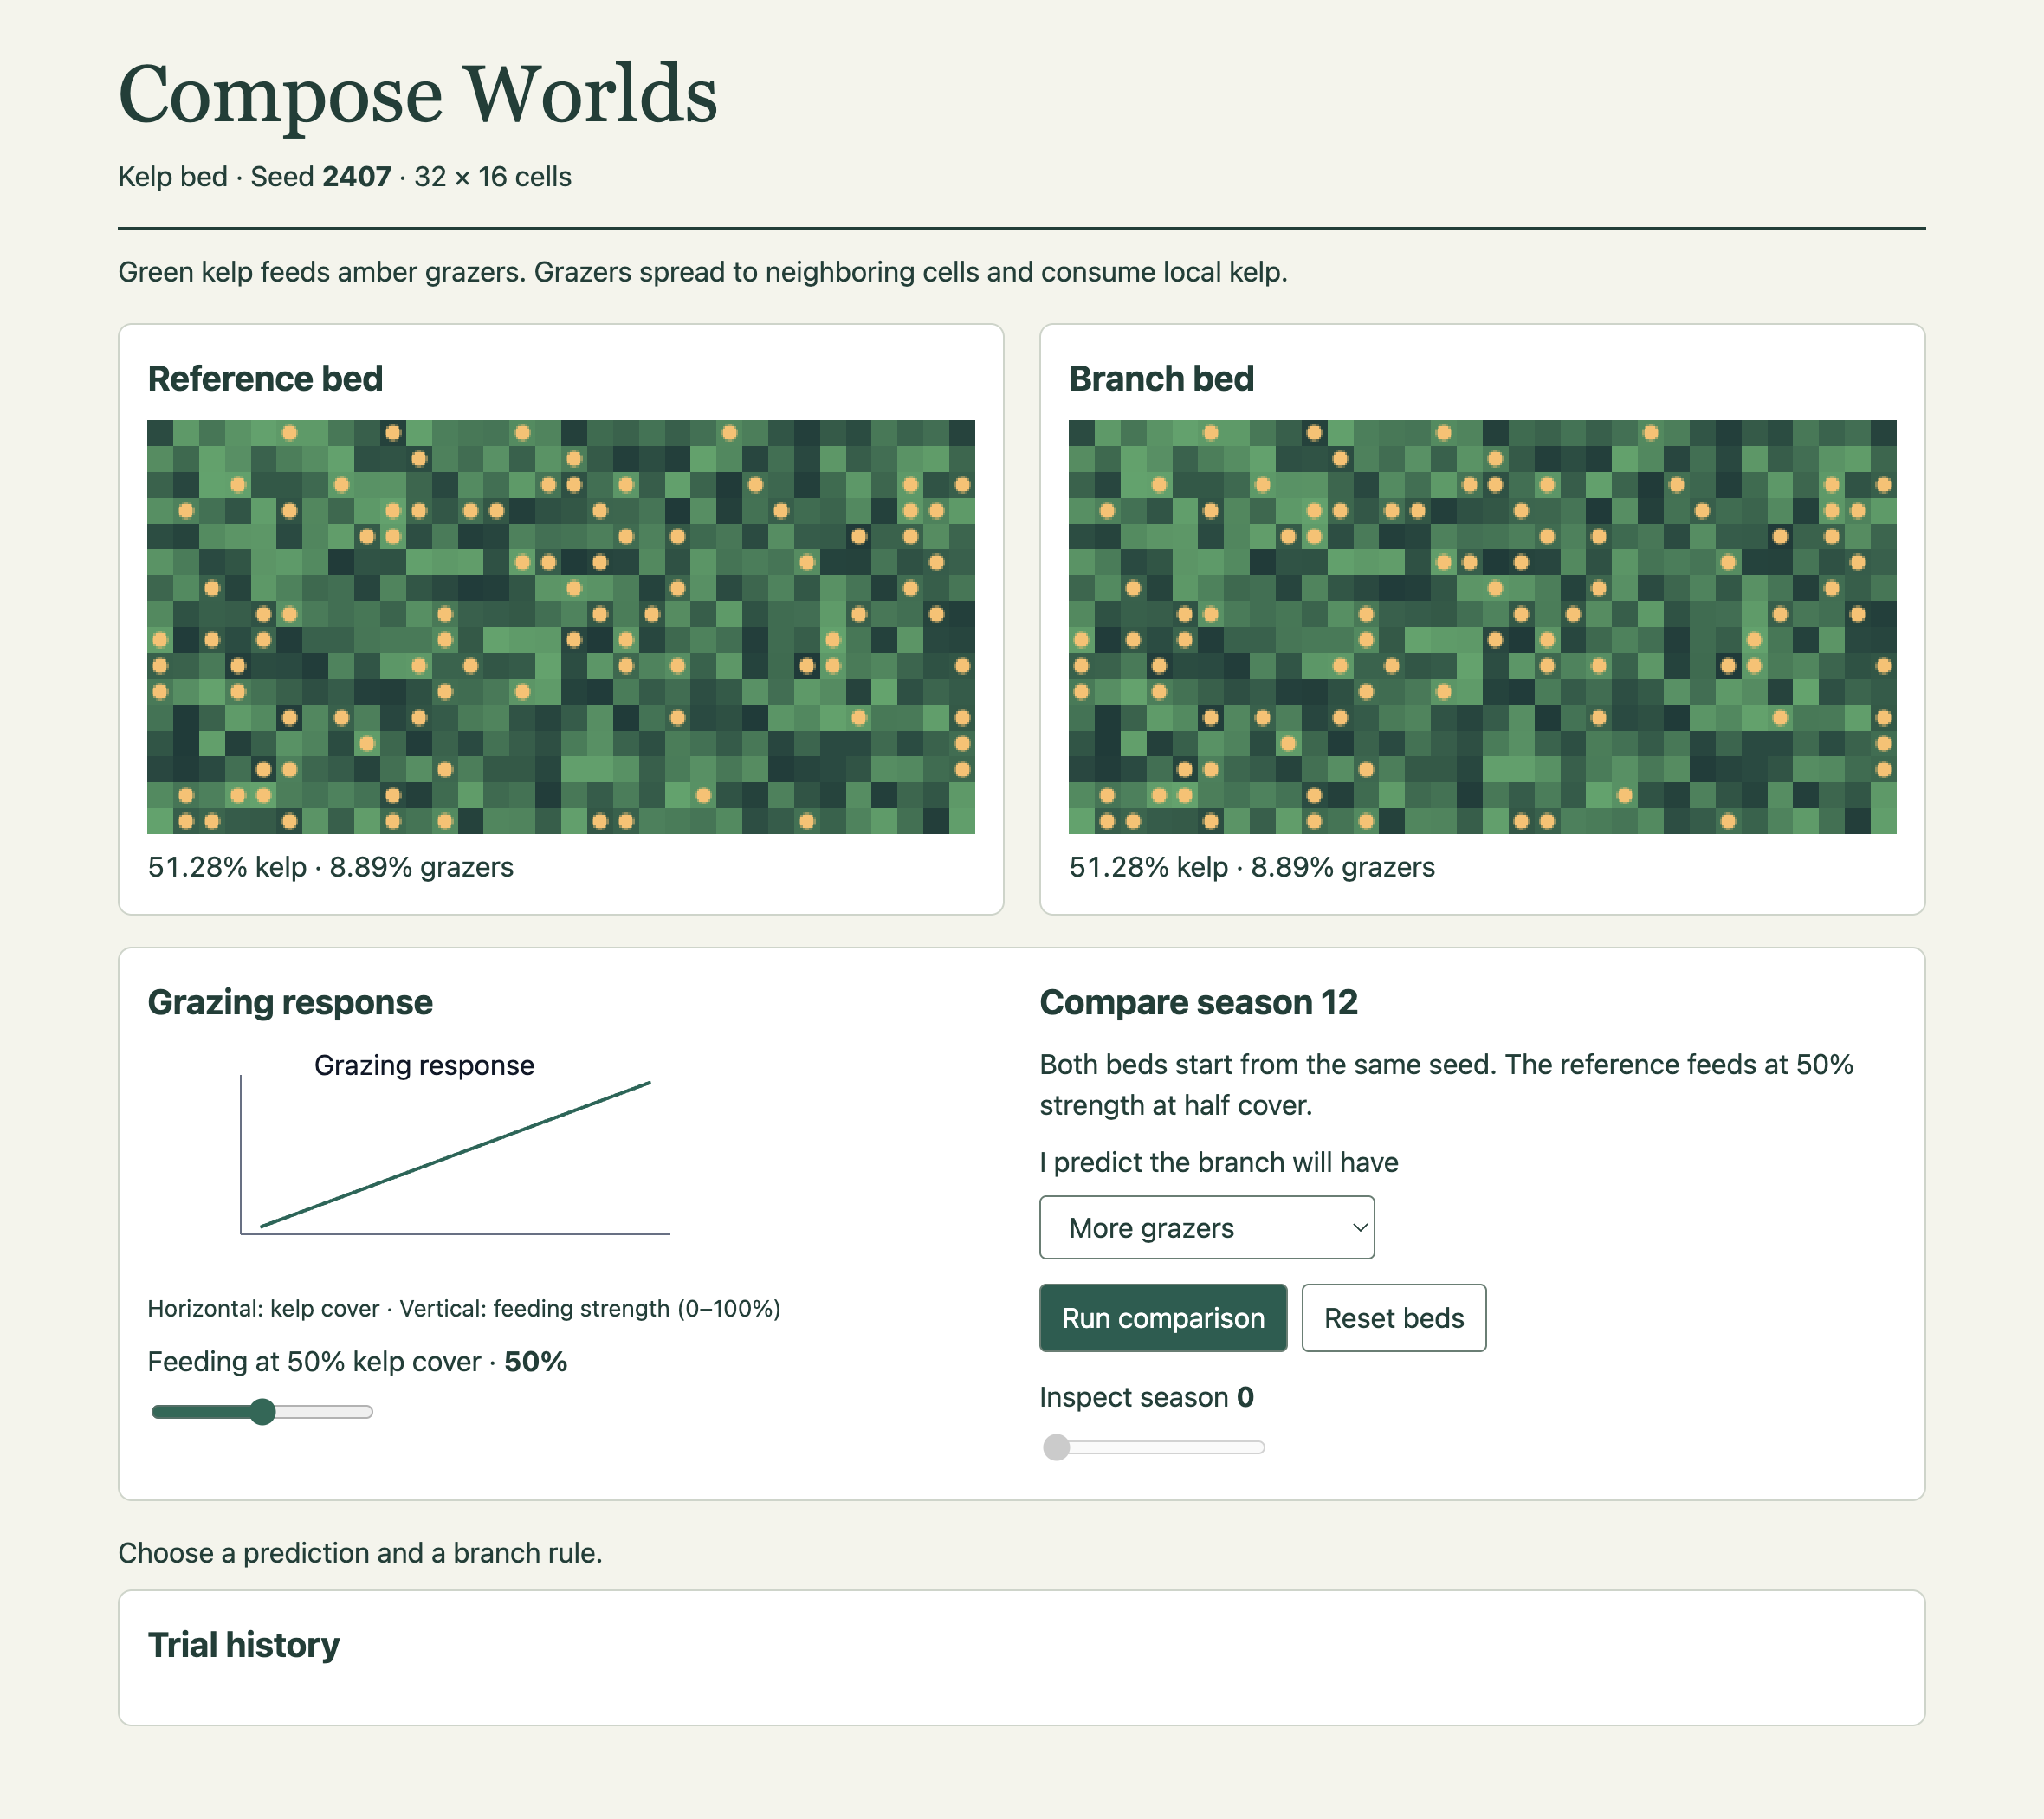 Compose Worlds
Kelp bed · Seed 2407 · 32 × 16 cells
Green kelp feeds amber grazers. Grazers spread to neighboring cells and consume local kelp.
Reference bed
51.28% kelp · 8.89% grazers
Branch bed
51.28% kelp · 8.89% grazers
Grazing response
Grazing response
Horizontal: kelp cover · Vertical: feeding strength (0–100%)
Feeding at 50% kelp cover · 50%
Compare season 12
Both beds start from the same seed. The reference feeds at 50%
strength at half cover.
I predict the branch will have
More grazers
Run comparison
Reset beds
Inspect season 0
Choose a prediction and a branch rule.
Trial history